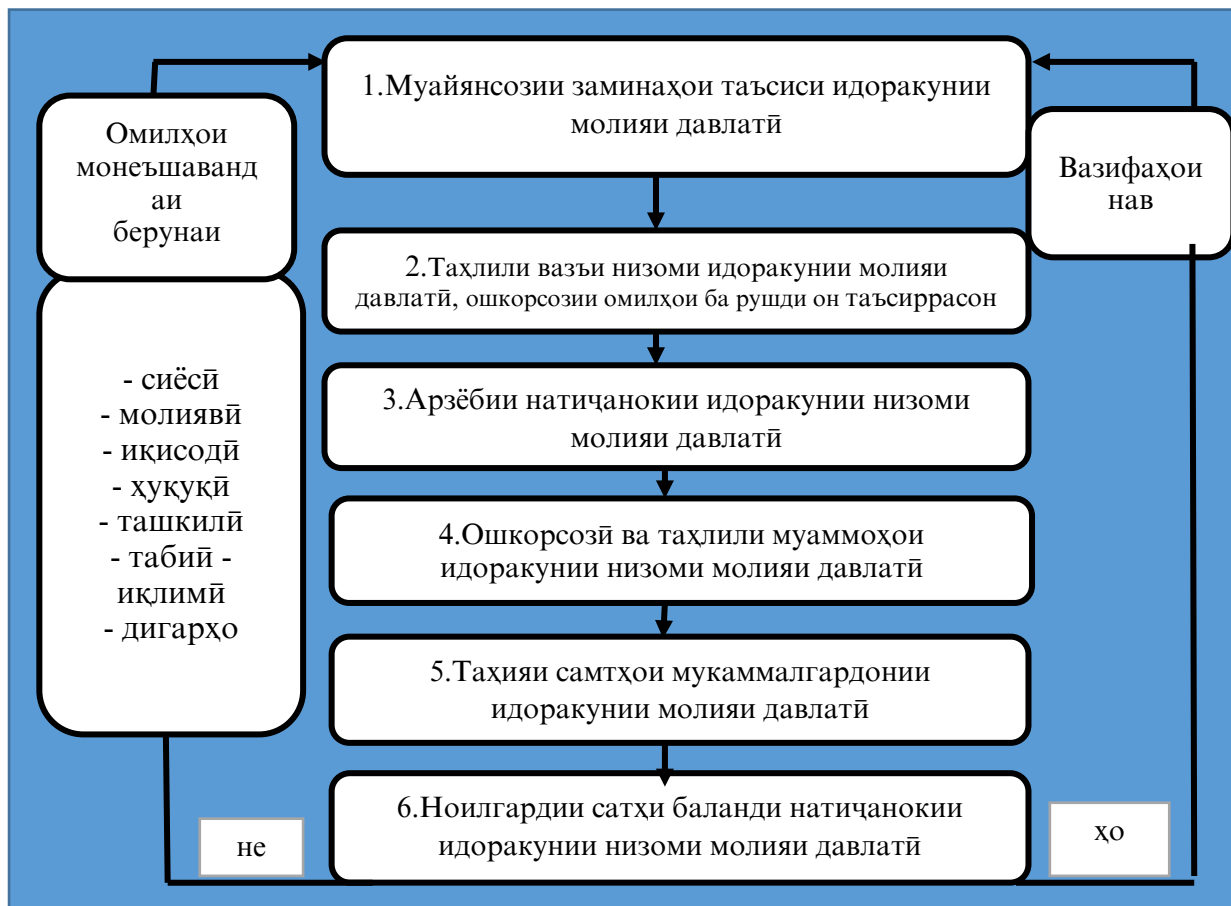 1.Муайянсозии заминаҳои таъсиси идоракунии
молияи давлатӣ
Омилҳои
монеъшаванд
аи
берунаи
Вазифаҳои
нав
2.Таҳлили вазъи низоми идоракунии молияи
давлатӣ, ошкорсозии омилҳои ба рушди он таъсиррасон
- сиёсӣ
- молиявӣ
- иқисодӣ
- ҳуқуқӣ
- ташкилӣ
- табиӣ -
иқлимӣ
- дигарҳо
3.Арзёбии натиҷанокии идоракунии низоми
молияи давлатӣ
4.Ошкорсозӣ ва таҳлили муаммоҳои
идоракунии низоми молияи давлатӣ
5.Таҳияи самтҳои мукаммалгардонии
идоракунии молияи давлатӣ
6.Ноилгардии сатҳи баланди натиҷанокии
идоракунии низоми молияи давлатӣ
не
ҳо